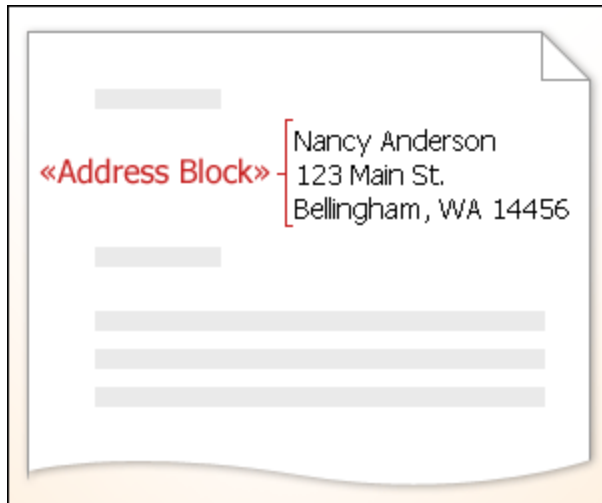 «Address Block»
Nancy Anderson
123 Main St.
Bellingham, WA 14456